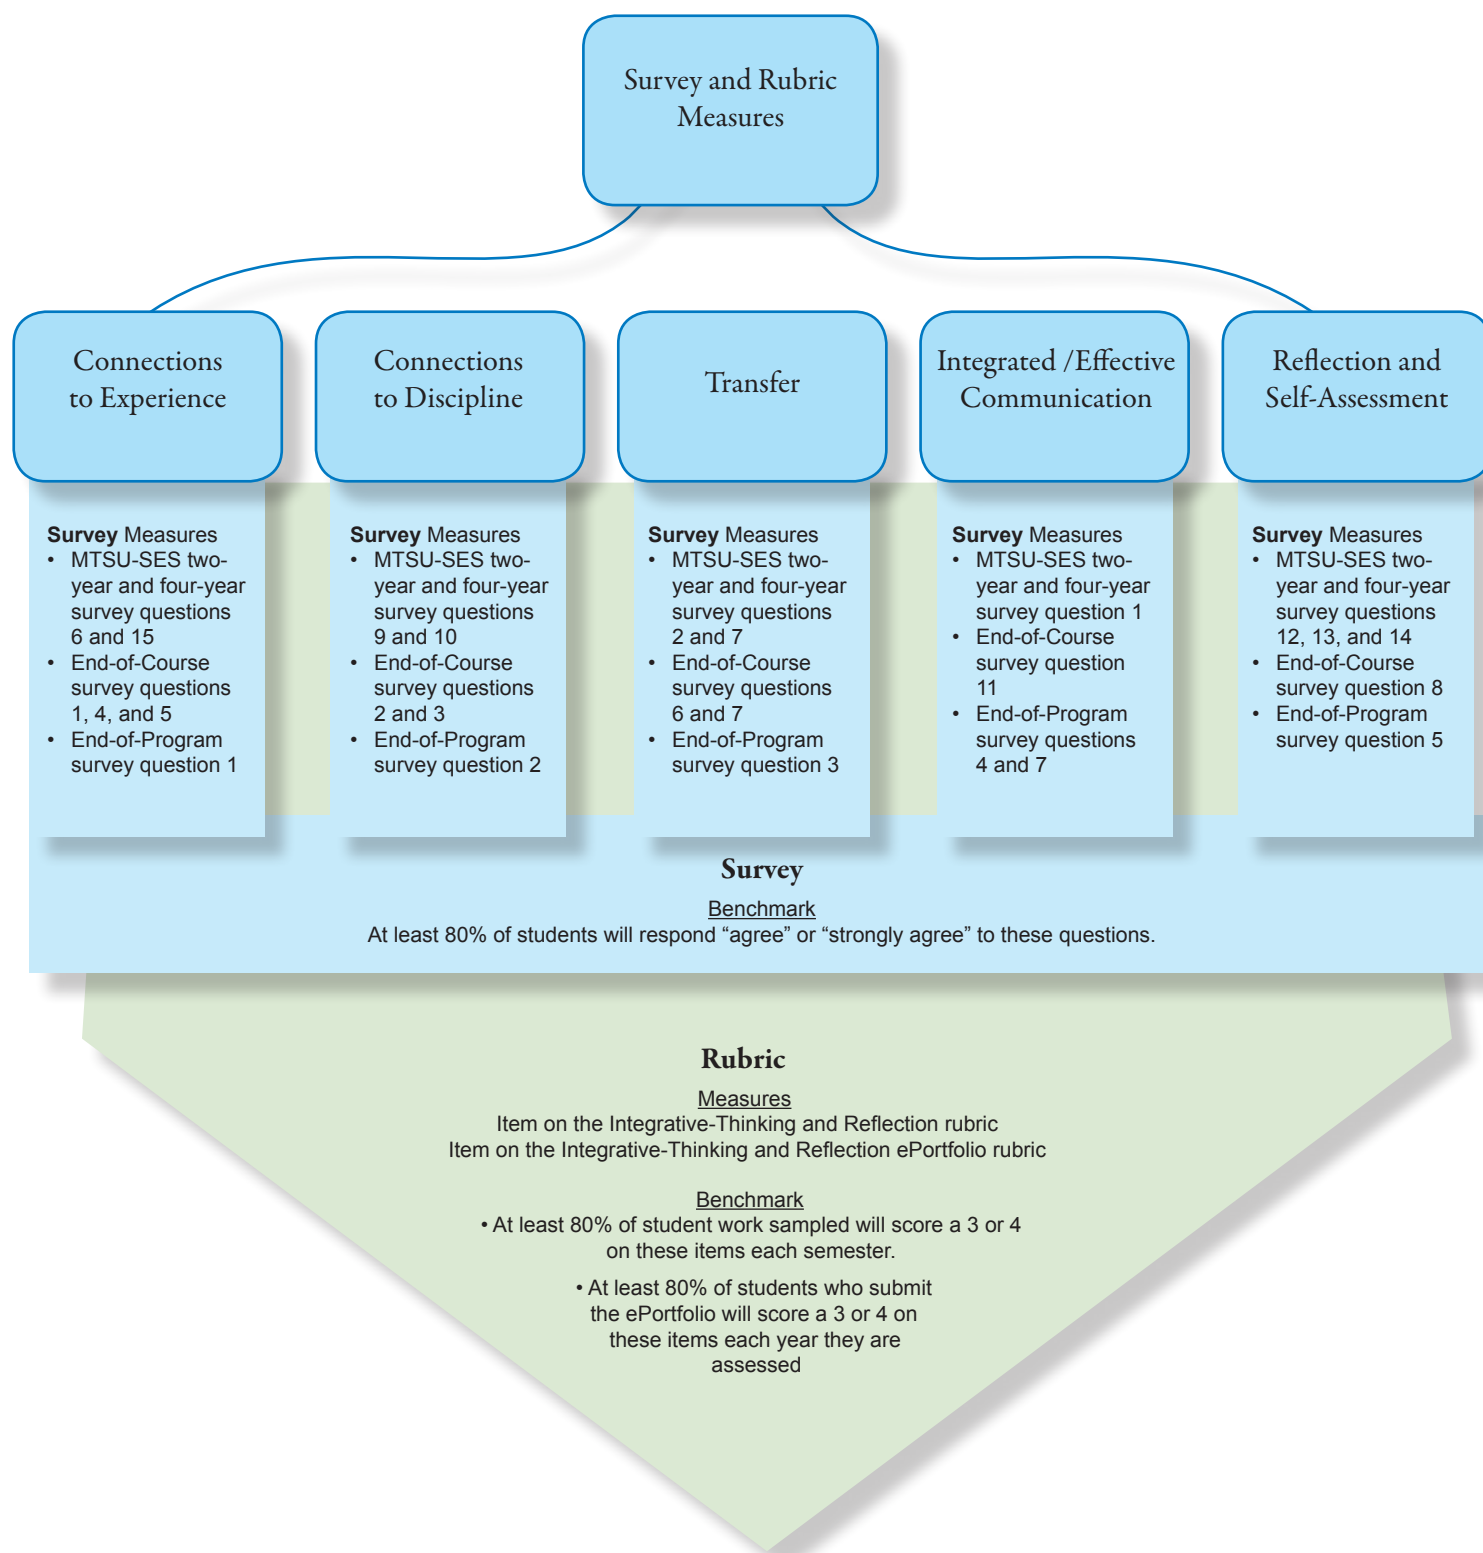 Survey and Rubric
Measures
Connections
to Experience
Connections
to Discipline
Transfer
Integrated /Effective
Communication
Reflection and
Self-Assessment
Survey Measures
• MTSU-SES two-
year and four-year
survey questions
6 and 15
• End-of-Course
survey questions
1, 4, and 5
• End-of-Program
survey question 1
Survey Measures
• MTSU-SES two-
year and four-year
survey questions
9 and 10
• End-of-Course
survey questions
2 and 3
• End-of-Program
survey question 2
Survey Measures
• MTSU-SES two-
year and four-year
survey questions
2 and 7
• End-of-Course
survey questions
6 and 7
• End-of-Program
survey question 3
Survey Measures
• MTSU-SES two-
year and four-year
survey question 1
• End-of-Course
survey question
11
• End-of-Program
survey questions
4 and 7
Survey Measures
• MTSU-SES two-
year and four-year
survey questions
12, 13, and 14
• End-of-Course
survey question 8
• End-of-Program
survey question 5
Survey
Benchmark
At least 80% of students will respond “agree” or “strongly agree” to these questions.
Rubric
Measures
Item on the Integrative-Thinking and Reflection rubric
Item on the Integrative-Thinking and Reflection ePortfolio rubric
Benchmark
• At least 80% of student work sampled will score a 3 or 4
on these items each semester.
• At least 80% of students who submit
the ePortfolio will score a 3 or 4 on
these items each year they are
assessed